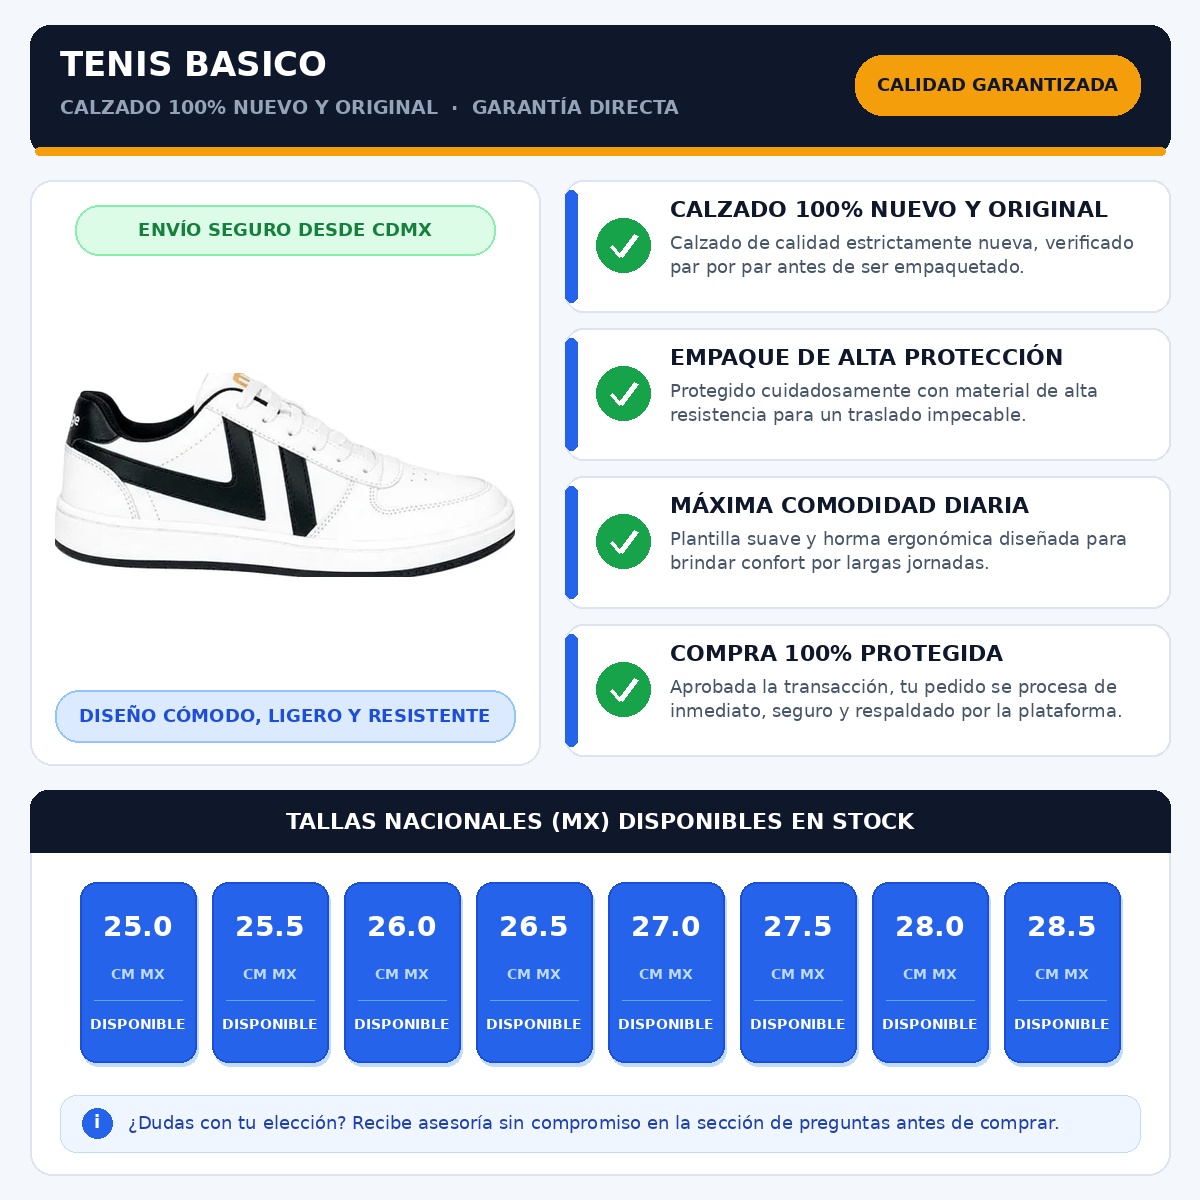 TENIS BASICO
CALZADO 100% NUEVO Y ORIGINAL · GARANTÍA DIRECTA
CALIDAD GARANTIZADA
ENVÍO SEGURO DESDE CDMX
DISEÑO CÓMODO, LIGERO Y RESISTENTE
CALZADO 100% NUEVO Y ORIGINAL
Calzado de calidad estrictamente nueva, verificado
par por par antes de ser empaquetado.
EMPAQUE DE ALTA PROTECCIÓN
Protegido cuidadosamente con material de alta
resistencia para un traslado impecable.
MÁXIMA COMODIDAD DIARIA
Plantilla suave y horma ergonómica diseñada para
brindar confort por largas jornadas.
COMPRA 100% PROTEGIDA
Aprobada la transacción, tu pedido se procesa de
inmediato, seguro y respaldado por la plataforma.
TALLAS NACIONALES (MX) DISPONIBLES EN STOCK
25.0 25.5 26.0 26.5 27.0 27.5 28.0 28.5
CM MX CM MX CM MX CM MX CM MX CM MX CM MX CM MX
DISPONIBLE DISPONIBLE DISPONIBLE DISPONIBLE DISPONIBLE DISPONIBLE DISPONIBLE DISPONIBLE
i ¿Dudas con tu elección? Recibe asesoría sin compromiso en la sección de preguntas antes de comprar.